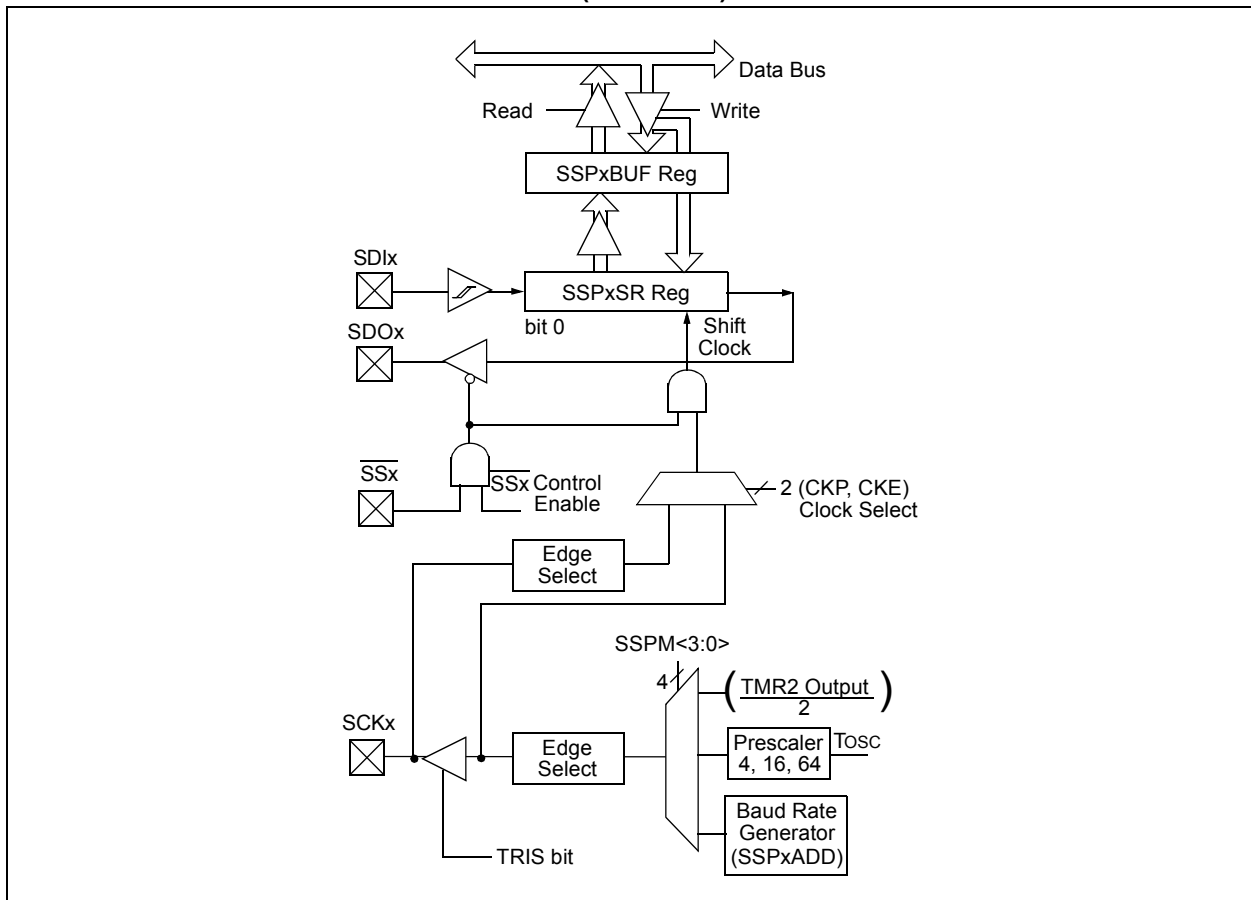 Data Bus
Read
Write
SSPxBUF Reg
SDIx
SSPxSR Reg
bit 0
Shift
Clock
SDOx
SSx
SSx Control
Enable
2 (CKP, CKE)
Clock Select
Edge
Select
SSPM<3:0>
4
( TMR2 Output )
2
SCKx
Edge
Select
Prescaler
4, 16, 64
TOSC
Baud Rate
Generator
(SSPxADD)
TRIS bit